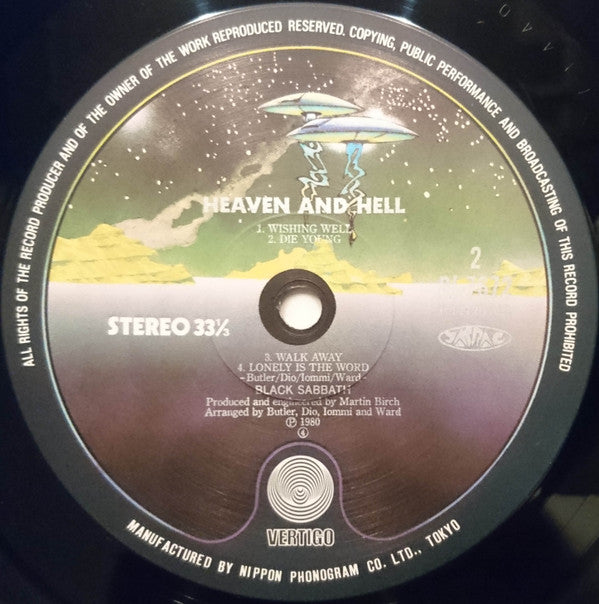 ALL RIGHTS OF THE RECORD PRODUCER AND OF THE OWNER OF THE WORK REPRODUCED RESERVED. COPYING, PUBLIC PERFORMANCE AND BROADCASTING OF THIS RECORD PROHIBITED
HEAVEN AND HELL
1. WISHING WELL
2. DIE YOUNG
2
STEREO 33⅓
JASRAC
3. WALK AWAY
4. LONELY IS THE WORD
-Butler/Dio/Iommi/Ward-
BLACK SABBATH
Produced and engineered by Martin Birch
Arranged by Butler, Dio, Iommi and Ward
Ⓟ 1980
④
VERTIGO
MANUFACTURED BY NIPPON PHONOGRAM CO. LTD., TOKYO